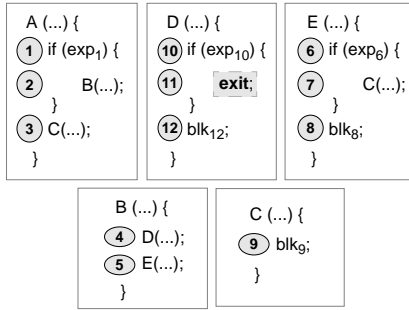 A (...) {
1 if (exp1) {
2 B(...);
}
3 C(...);
}
D (...) {
10 if (exp10) {
11 exit;
}
12 blk12;
}
E (...) {
6 if (exp6) {
7 C(...);
}
8 blk8;
}
B (...) {
4 D(...);
5 E(...);
}
C (...) {
9 blk9;
}